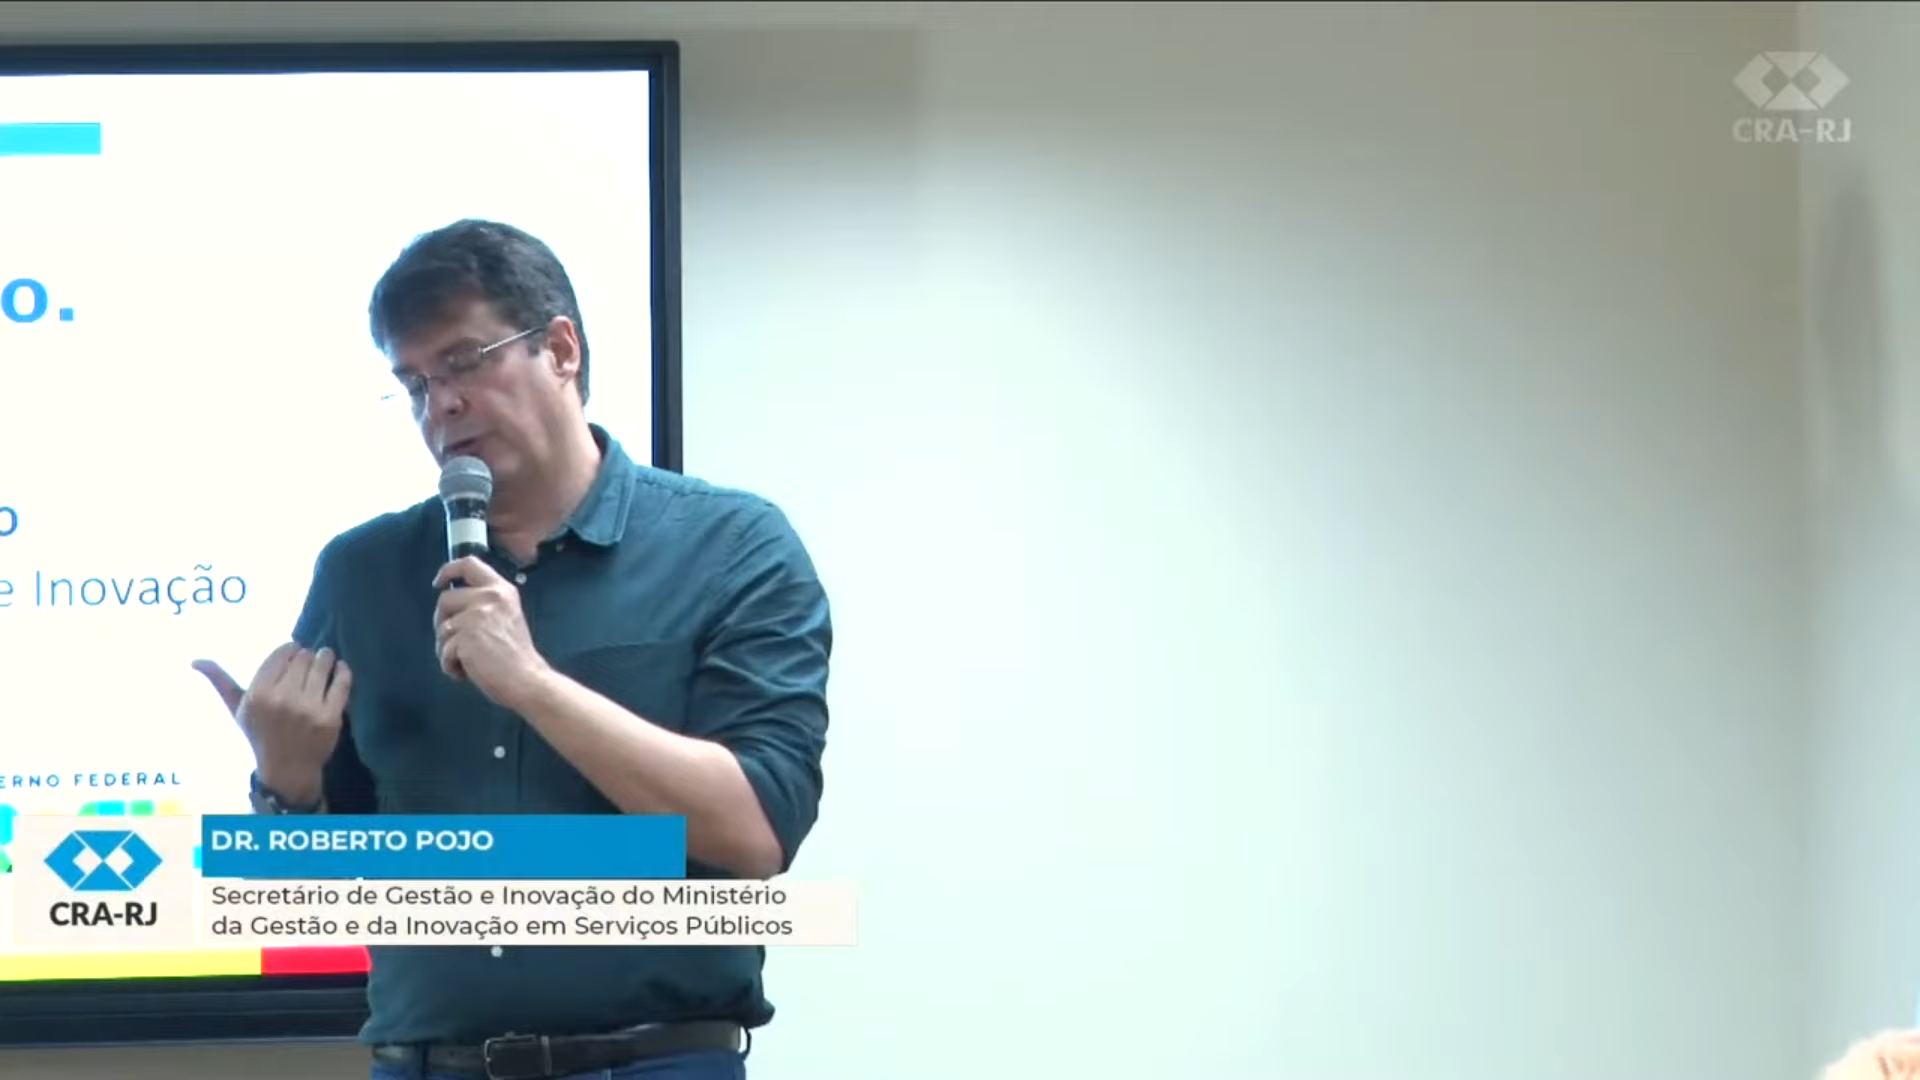 CRA-RJ
o.
o
e Inovação
ERNO FEDERAL
DR. ROBERTO POJO
CRA-RJ
Secretário de Gestão e Inovação do Ministério
da Gestão e da Inovação em Serviços Públicos